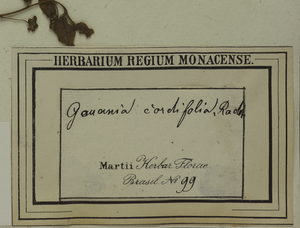 HERBARIUM REGIUM MONACENSE.
Gouania cordifolia, Radd.
Martii Herbar. Florae
Brasil. No 99